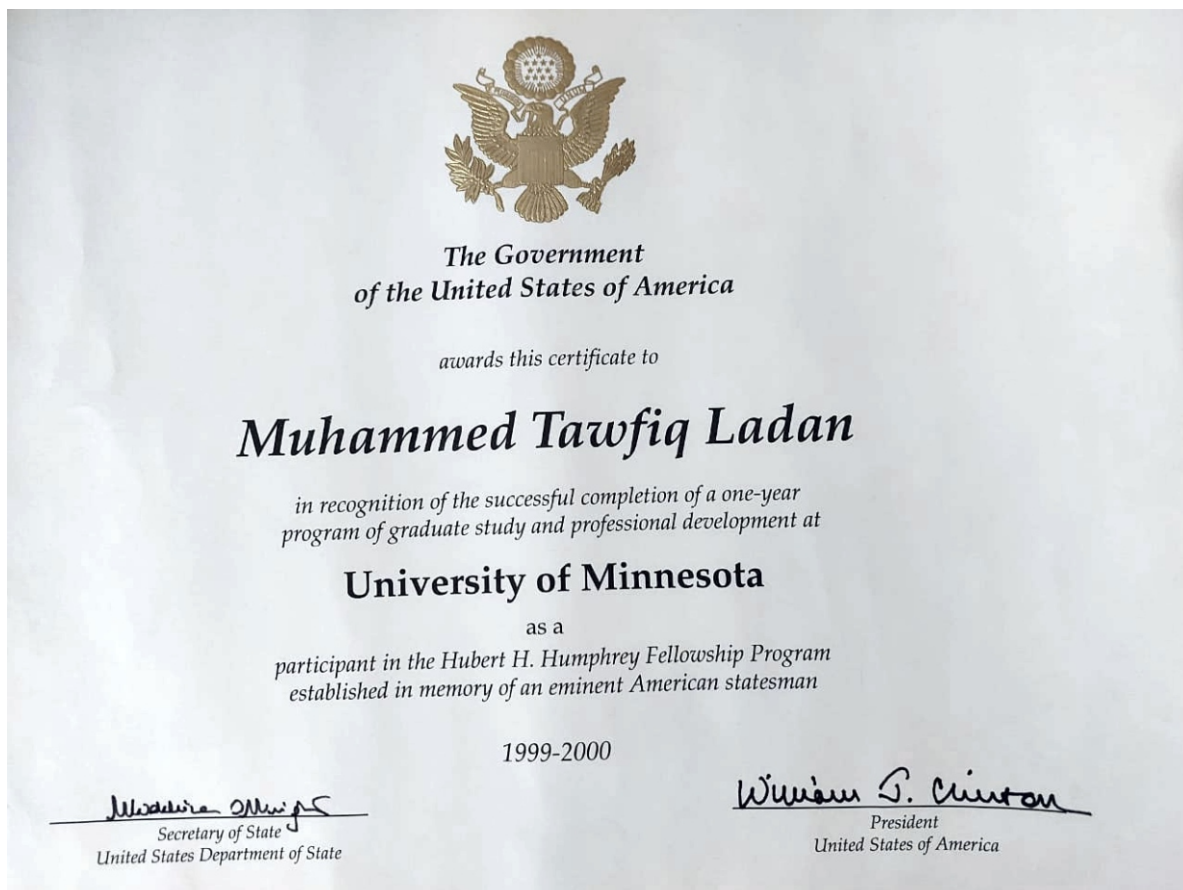 The Government
of the United States of America
awards this certificate to
Muhammed Tawfiq Ladan
in recognition of the successful completion of a one-year
program of graduate study and professional development at
University of Minnesota
as a
participant in the Hubert H. Humphrey Fellowship Program
established in memory of an eminent American statesman
1999-2000
William J. Clinton
Secretary of State
United States Department of State
President
United States of America